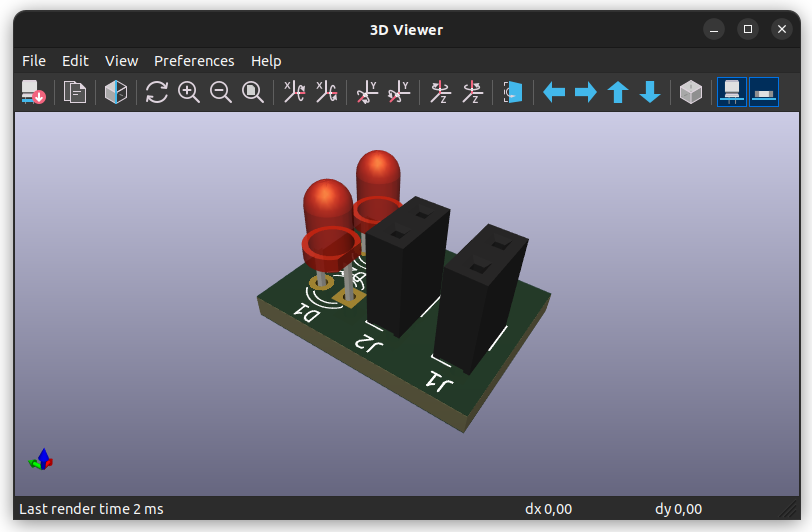 3D Viewer
File Edit View Preferences Help
X X Y Y Z Z
D1
J2
J1
Last render time 2 ms dx 0,00 dy 0,00